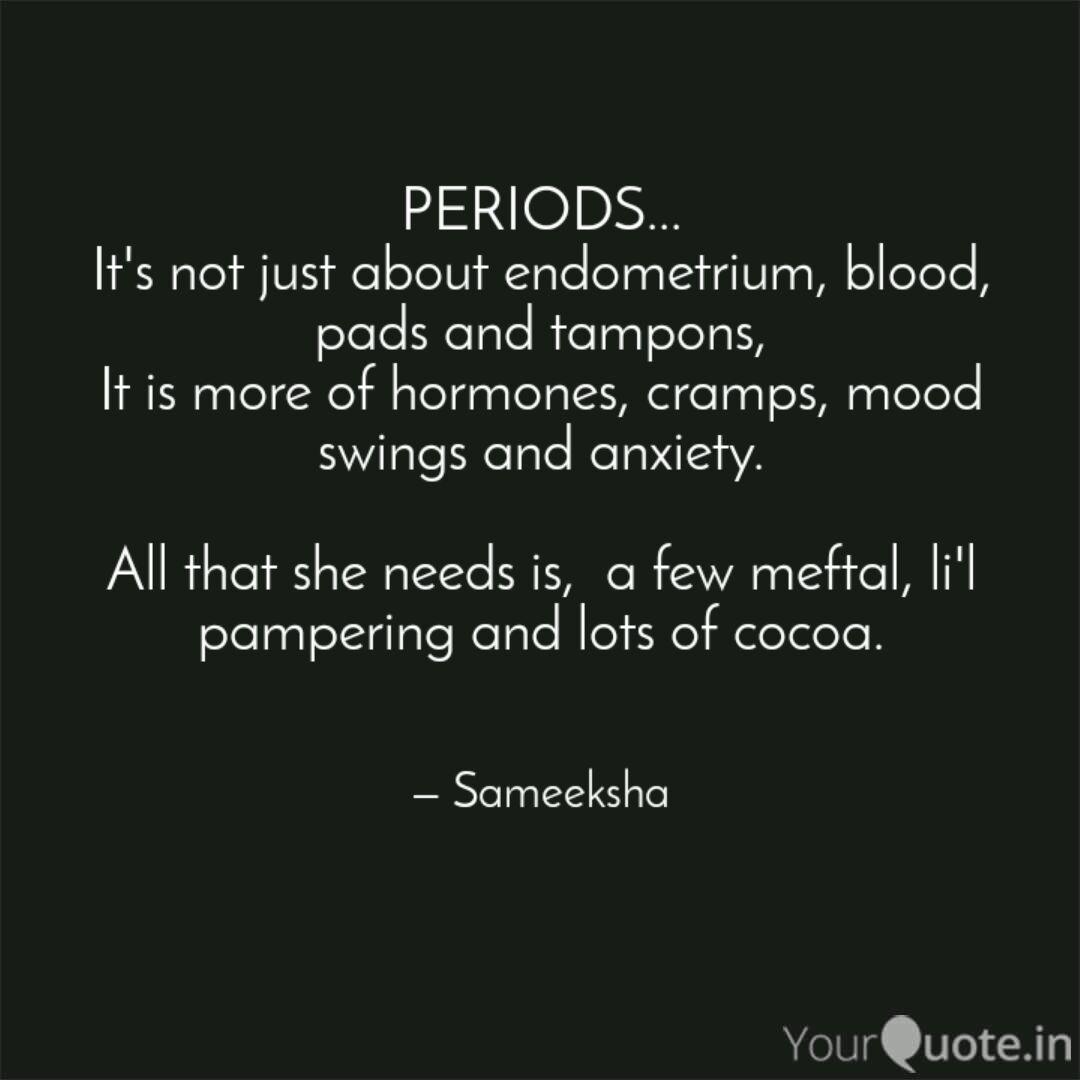 PERIODS...
It's not just about endometrium, blood,
pads and tampons,
It is more of hormones, cramps, mood
swings and anxiety.
All that she needs is,  a few meftal, li'l
pampering and lots of cocoa.
– Sameeksha
YourQuote.in